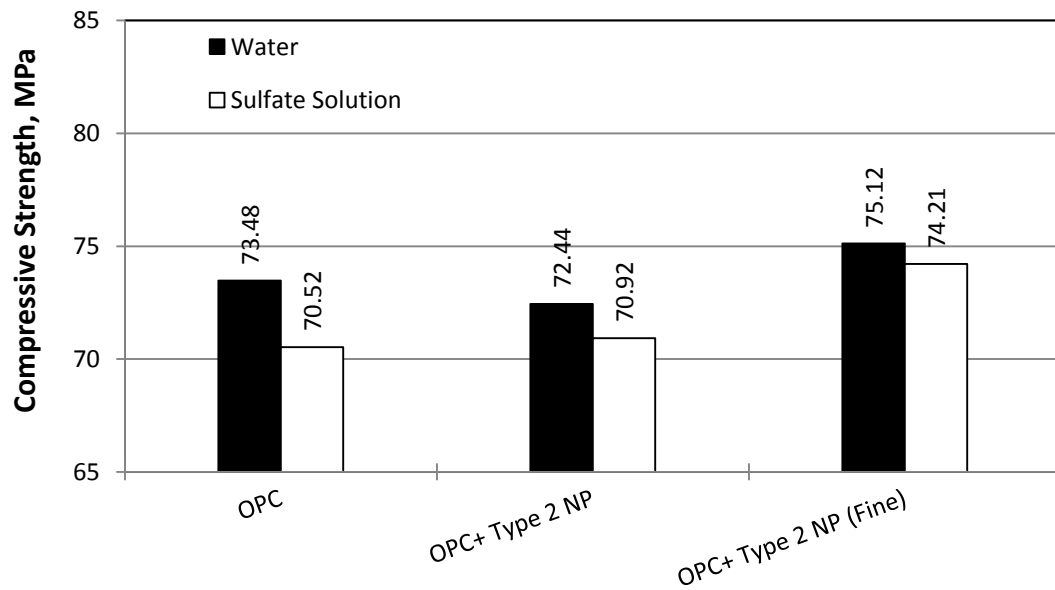 Compressive Strength, MPa
85
80
75
70
65
Water
Sulfate Solution
73.48
70.52
72.44
70.92
75.12
74.21
OPC
OPC+ Type 2 NP
OPC+ Type 2 NP (Fine)